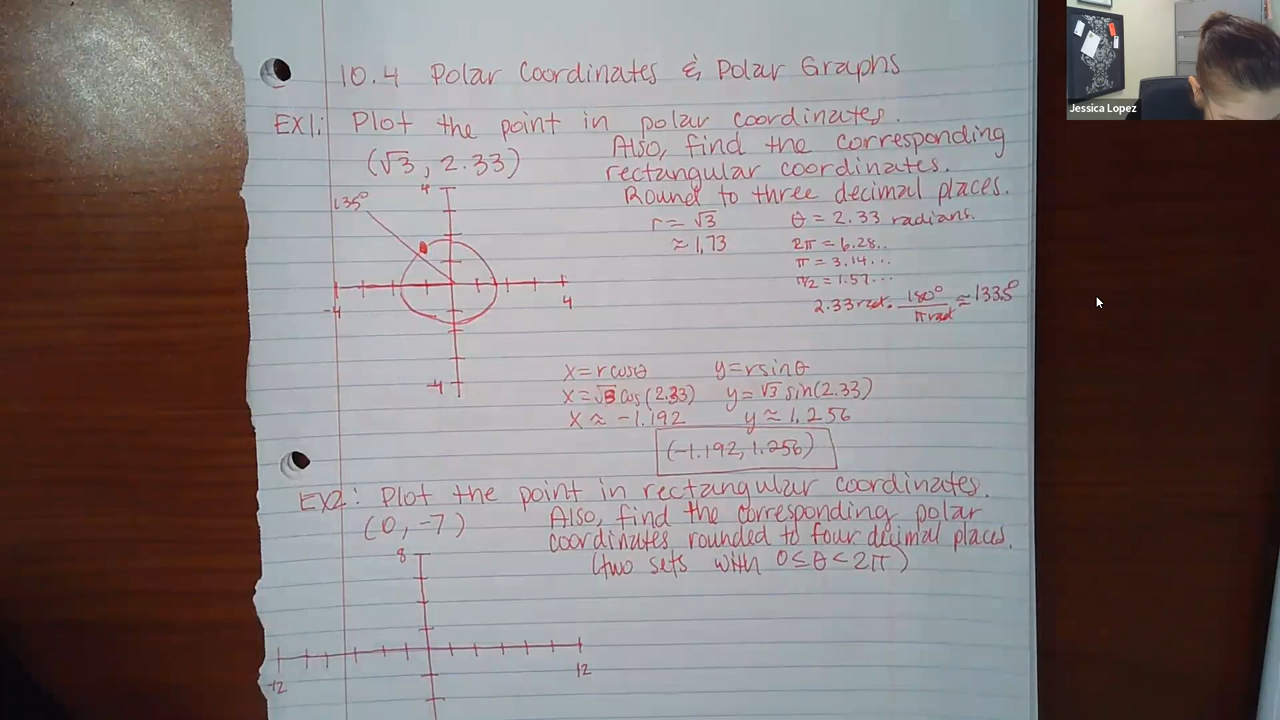 10.4 Polar Coordinates & Polar Graphs
EX1: Plot the point in polar coordinates.
Also, find the corresponding
(√3, 2.33)
rectangular coordinates.
Round to three decimal places.
4
135°
-4
4
-4
r = √3
θ = 2.33 radians.
≈ 1.73
2π = 6.28..
π = 3.14...
π/2 = 1.57...
2.33 rad. 180°/π rad ≈ 133.5°
x = r cosθ
y = r sinθ
x = √3 cos(2.33)
y = √3 sin(2.33)
x ≈ -1.192
y ≈ 1.256
(-1.192, 1.256)
Ex2: Plot the point in rectangular coordinates.
(0, -7)
Also, find the corresponding polar
coordinates rounded to four decimal places.
(two sets with 0 ≤ θ < 2π)
8
-12
12
Jessica Lopez